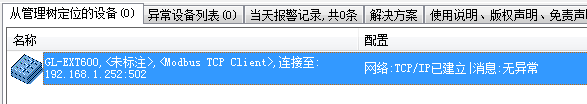 从管理树定位的设备(0) 异常设备列表(0) 当天报警记录,共0条 解决方案 使用说明、版权声明、免责声明
名称 配置
GL-EXT600,<未标注>,<Modbus TCP Client>,连接至: 网络:TCP/IP已建立|消息:无异常
192.168.1.252:502